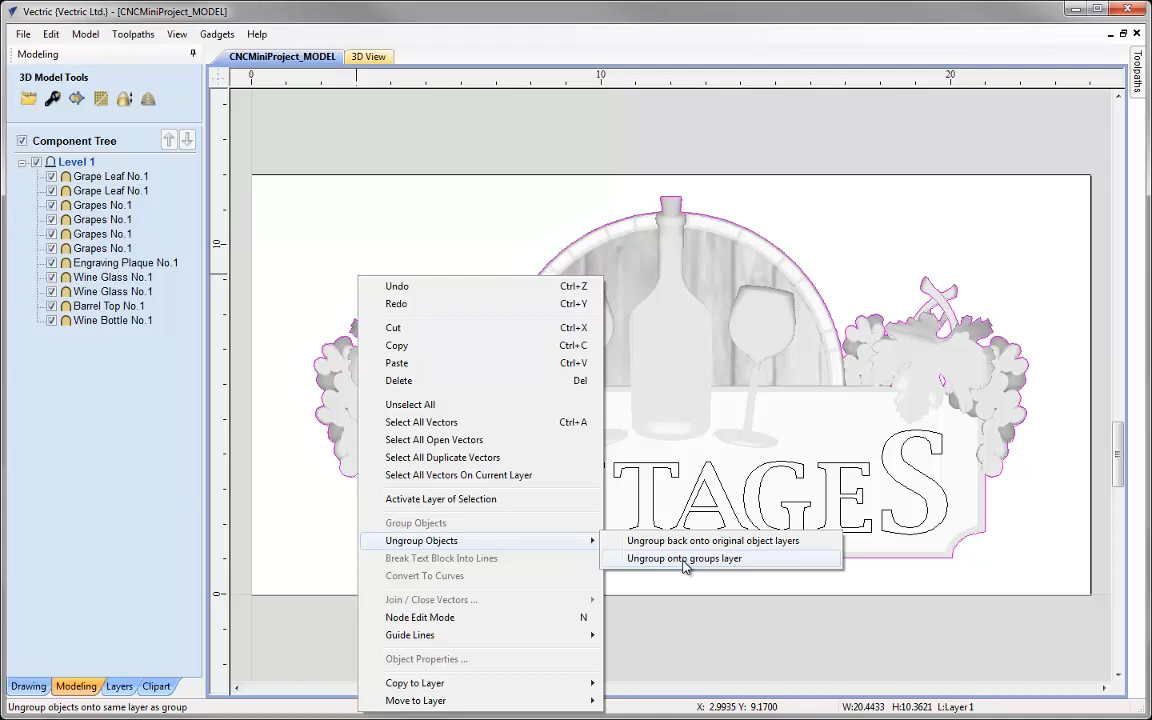 Vectric {Vectric Ltd.} - [CNCMiniProject_MODEL]
File Edit Model Toolpaths View Gadgets Help
Modeling
CNCMiniProject_MODEL
3D View
Toolpaths
0 10 20
3D Model Tools
Component Tree
Level 1
Grape Leaf No.1
Grape Leaf No.1
Grapes No.1
Grapes No.1
Grapes No.1
Grapes No.1
Engraving Plaque No.1
Wine Glass No.1
Wine Glass No.1
Barrel Top No.1
Wine Bottle No.1
10
0
TAGES
Undo Ctrl+Z
Redo Ctrl+Y
Cut Ctrl+X
Copy Ctrl+C
Paste Ctrl+V
Delete Del
Unselect All
Select All Vectors Ctrl+A
Select All Open Vectors
Select All Duplicate Vectors
Select All Vectors On Current Layer
Activate Layer of Selection
Group Objects
Ungroup Objects
Ungroup back onto original object layers
Ungroup onto groups layer
Break Text Block Into Lines
Convert To Curves
Join / Close Vectors ...
Node Edit Mode N
Guide Lines
Object Properties ...
Copy to Layer
Move to Layer
Drawing Modeling Layers Clipart
Ungroup objects onto same layer as group
X: 2.9935 Y: 9.1700
W:20.4433 H:10.3621 L:Layer 1